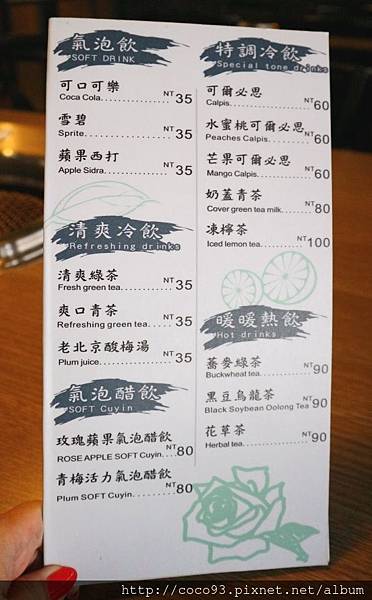 氣泡飲
SOFT DRINK
可口可樂
Coca Cola.................NT 35
雪碧
Sprite......................NT 35
蘋果西打
Apple Sidra...............NT 35
清爽冷飲
Refreshing drinks
清爽綠茶
Fresh green tea..........NT 35
爽口青茶
Refreshing green tea.....NT 35
老北京酸梅湯
Plum juice................NT 35
氣泡醋飲
SOFT Cuyin
玫瑰蘋果氣泡醋飲
ROSE APPLE SOFT Cuyin....NT 80
青梅活力氣泡醋飲
Plum SOFT Cuyin..........NT 80
特調冷飲
Special tone drinks
可爾必思
Calpis....................NT 60
水蜜桃可爾必思
Peaches Calpis............NT 60
芒果可爾必思
Mango Calpis..............NT 60
奶蓋青茶
Cover green tea milk......NT 80
凍檸茶
Iced lemon tea............NT 100
暖暖熱飲
Hot drinks
蕎麥綠茶
Buckwheat tea.............NT 90
黑豆烏龍茶
Black Soybean Oolong Tea..NT 90
花草茶
Herbal tea................NT 90
http://coco93.pixnet.net/album